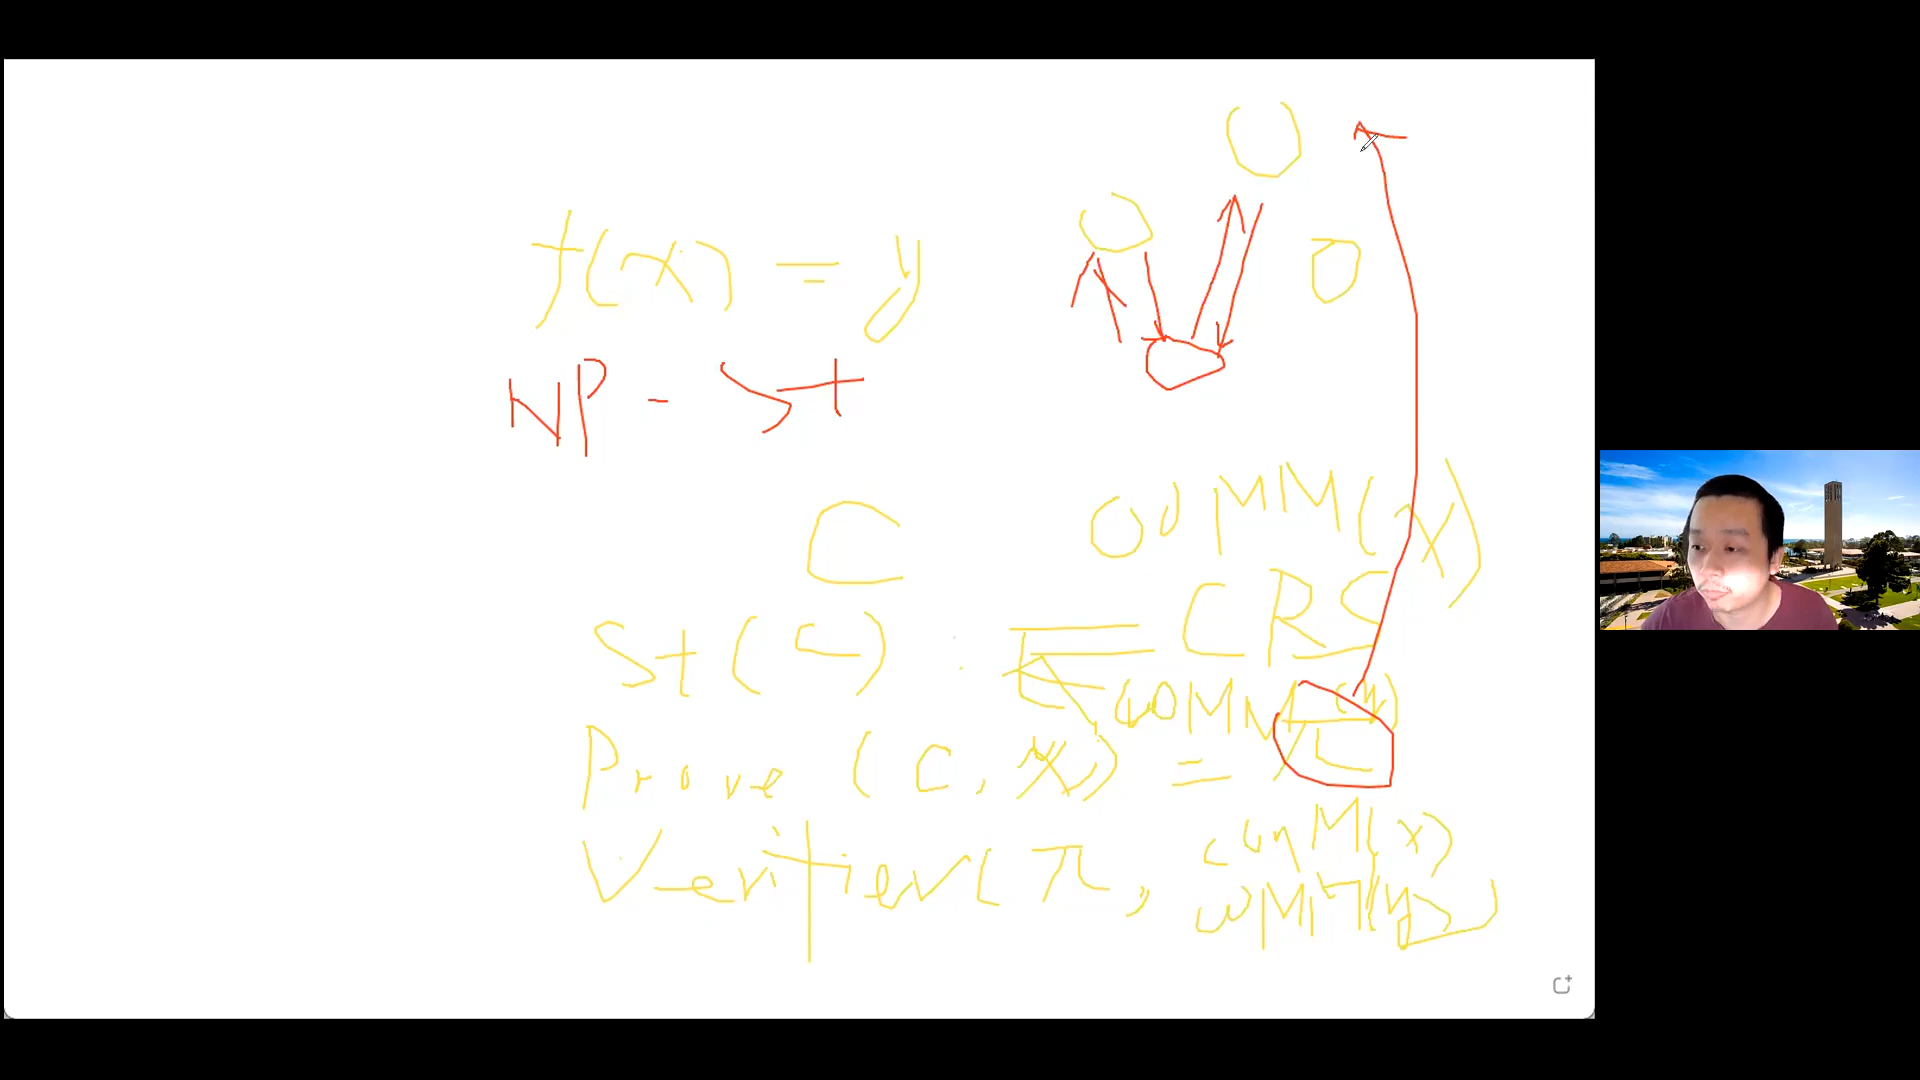 f(x) = y
NP - St
C COMM(x)
St(C) : CRS
Prove (C, x) = π
COMM(y)
Verifier(π, COMM(x)
COMM(y)